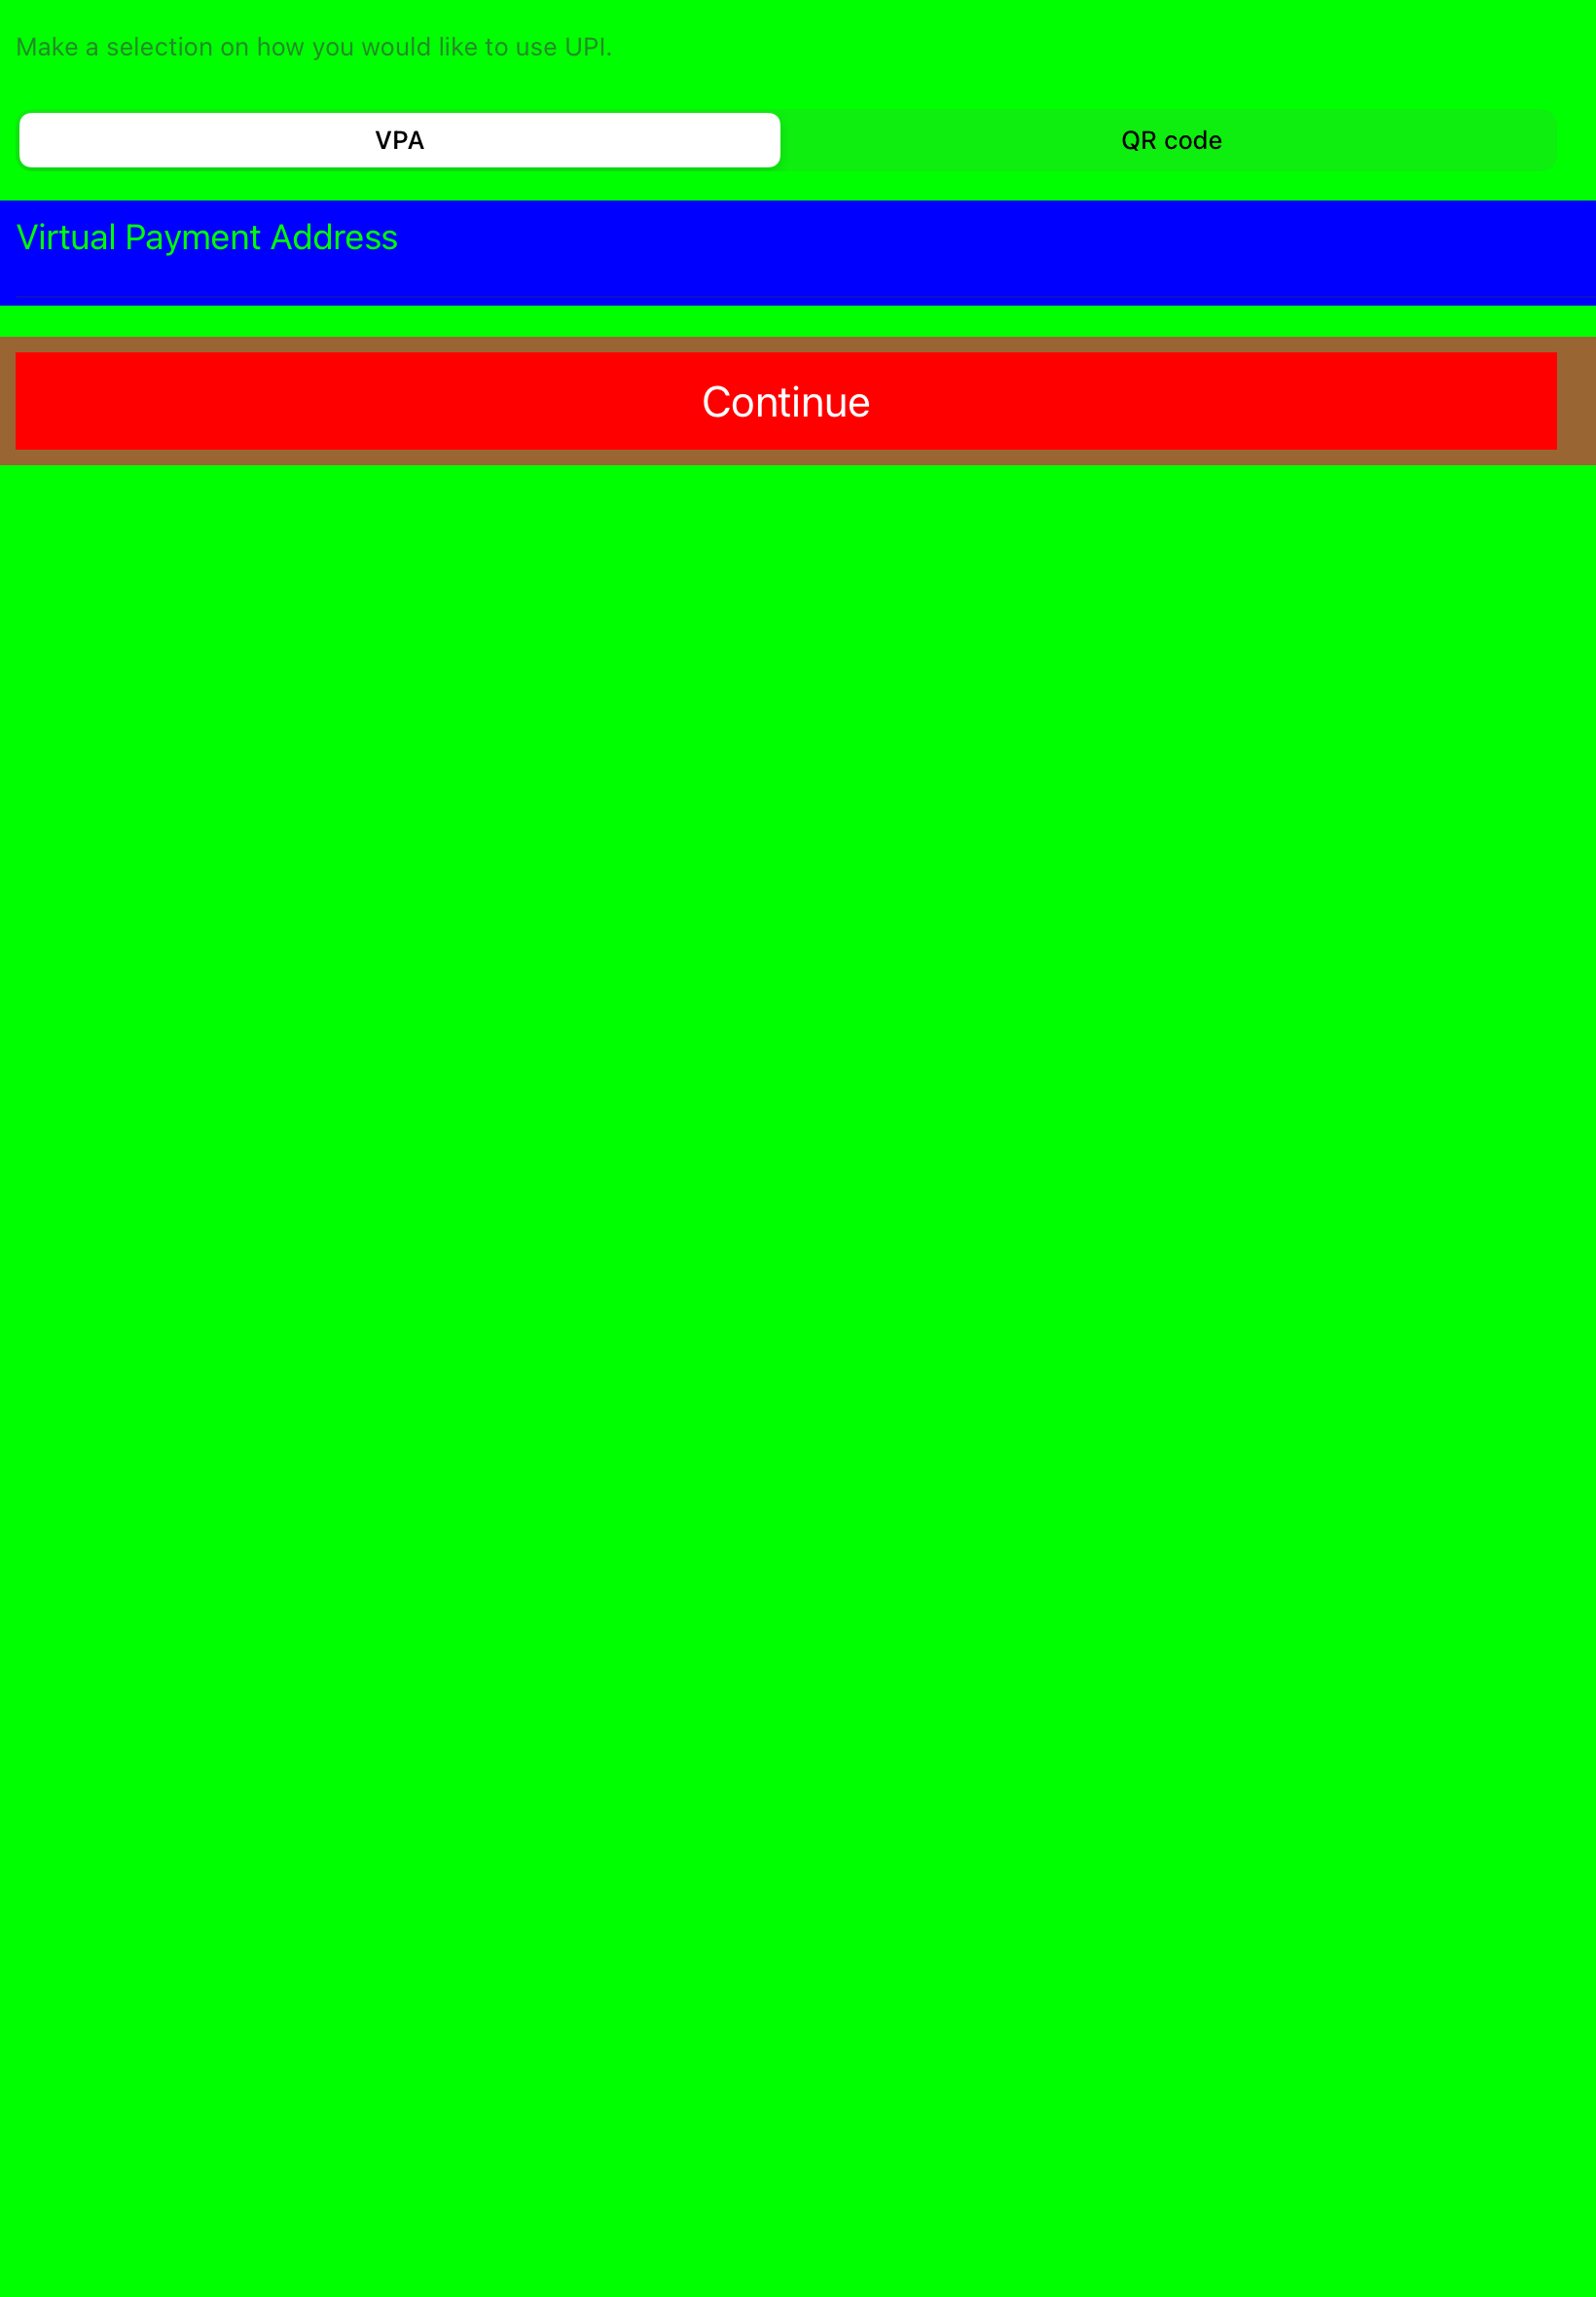 Make a selection on how you would like to use UPI.
VPA
QR code
Virtual Payment Address
Continue